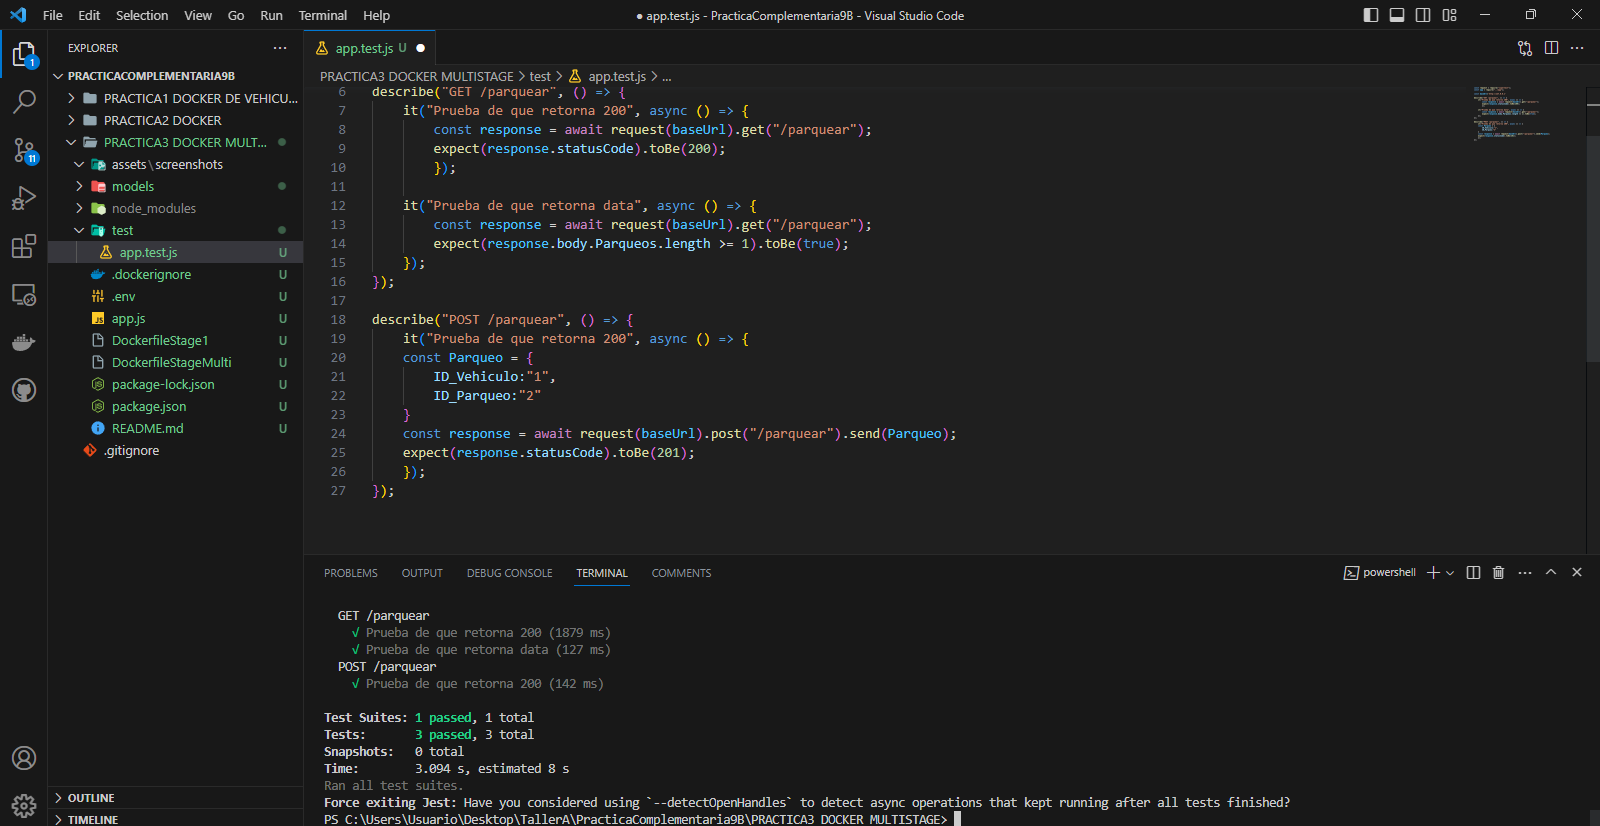 File Edit Selection View Go Run Terminal Help
● app.test.js - PracticaComplementaria9B - Visual Studio Code
EXPLORER ...
app.test.js U ●
PRACTICACOMPLEMENTARIA9B
PRACTICA1 DOCKER DE VEHICU...
PRACTICA2 DOCKER
PRACTICA3 DOCKER MULT...
assets\screenshots
models
node_modules
test
app.test.js U
.dockerignore U
.env U
JS app.js U
DockerfileStage1 U
DockerfileStageMulti U
package-lock.json U
package.json U
README.md U
.gitignore
OUTLINE
TIMELINE
1
11
PRACTICA3 DOCKER MULTISTAGE > test > app.test.js > ...
6 describe("GET /parquear", () => {
7 it("Prueba de que retorna 200", async () => {
8 const response = await request(baseUrl).get("/parquear");
9 expect(response.statusCode).toBe(200);
10 });
11
12 it("Prueba de que retorna data", async () => {
13 const response = await request(baseUrl).get("/parquear");
14 expect(response.body.Parqueos.length >= 1).toBe(true);
15 });
16 });
17
18 describe("POST /parquear", () => {
19 it("Prueba de que retorna 200", async () => {
20 const Parqueo = {
21 ID_Vehiculo:"1",
22 ID_Parqueo:"2"
23 }
24 const response = await request(baseUrl).post("/parquear").send(Parqueo);
25 expect(response.statusCode).toBe(201);
26 });
27 });
PROBLEMS OUTPUT DEBUG CONSOLE TERMINAL COMMENTS
powershell
GET /parquear
√ Prueba de que retorna 200 (1879 ms)
√ Prueba de que retorna data (127 ms)
POST /parquear
√ Prueba de que retorna 200 (142 ms)
Test Suites: 1 passed, 1 total
Tests: 3 passed, 3 total
Snapshots: 0 total
Time: 3.094 s, estimated 8 s
Ran all test suites.
Force exiting Jest: Have you considered using `--detectOpenHandles` to detect async operations that kept running after all tests finished?
PS C:\Users\Usuario\Desktop\TallerA\PracticaComplementaria9B\PRACTICA3 DOCKER MULTISTAGE>